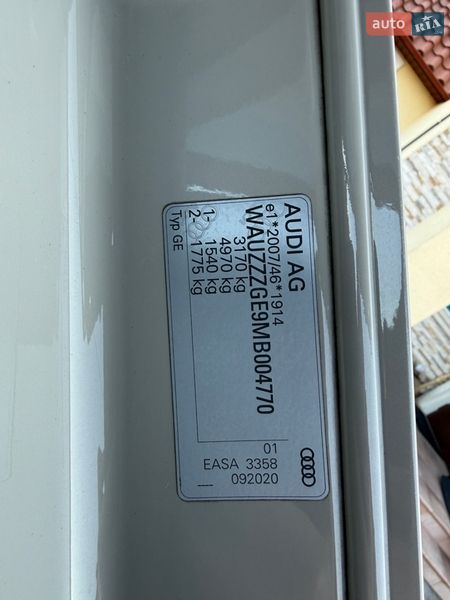 auto RIA
AUDI AG
e1*2007/46*1914
WAUZZZGE9MB004770
3170 kg
4970 kg
1- 1540 kg
2- 1775 kg
Typ GE
01
EASA 3358
092020